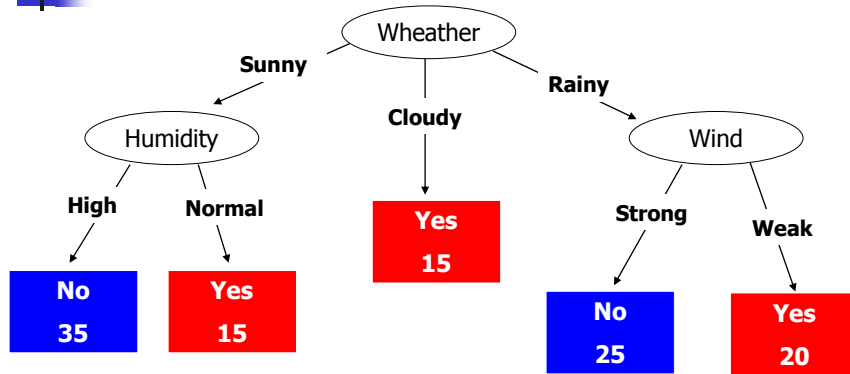 Wheather
Sunny
Cloudy
Rainy
Humidity
Wind
High
Normal
Strong
Weak
Yes
15
No
35
Yes
15
No
25
Yes
20